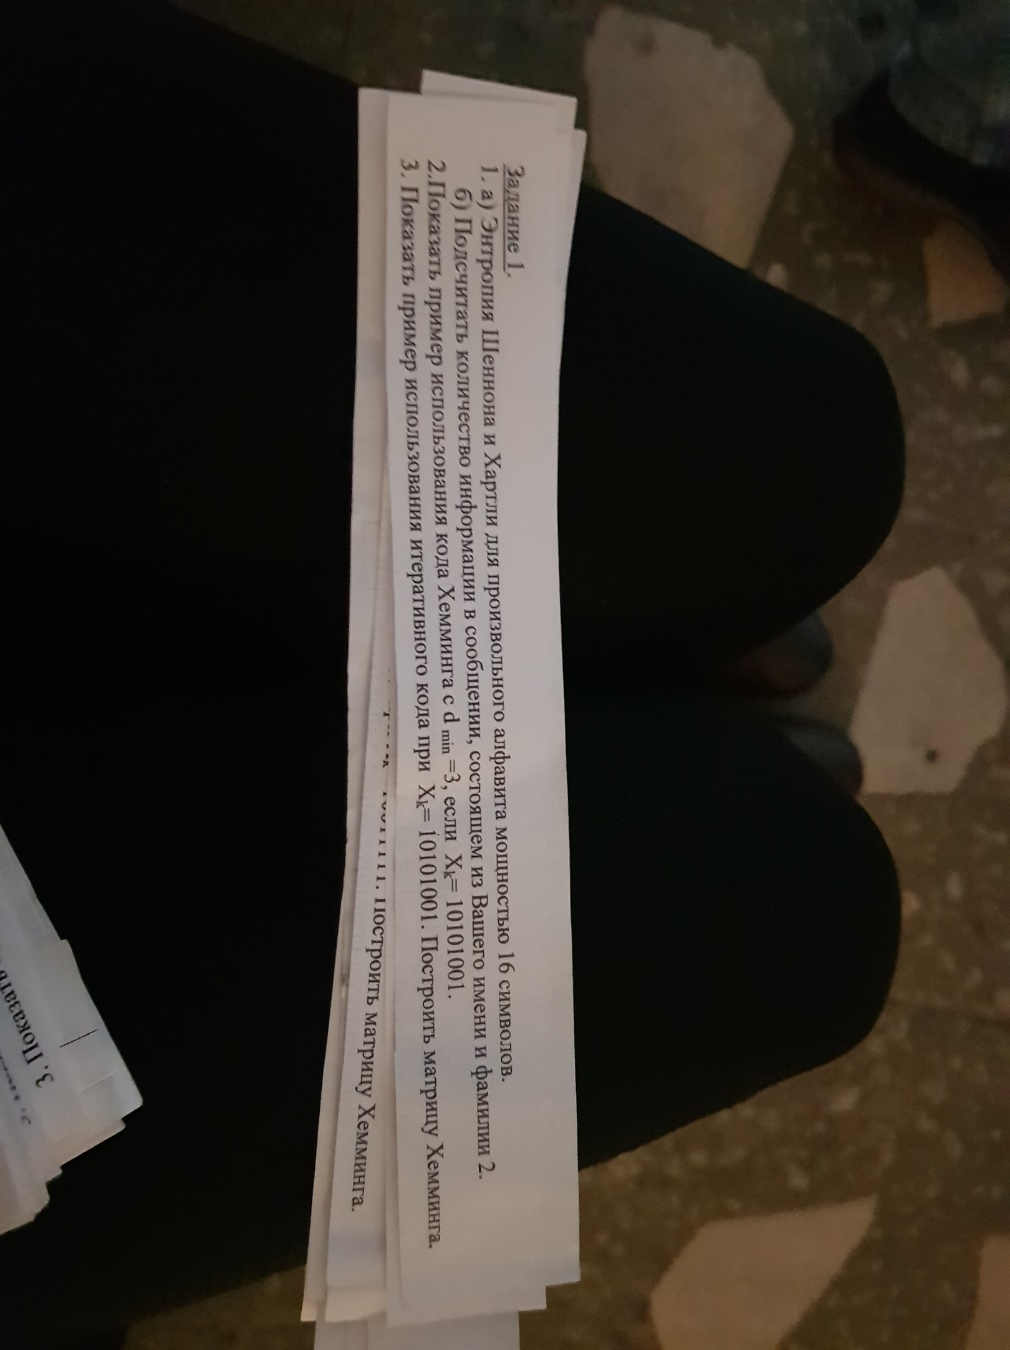 Задание 1.
1. а) Энтропия Шеннона и Хартли для произвольного алфавита мощностью 16 символов.
б) Подсчитать количество информации в сообщении, состоящем из Вашего имени и фамилии 2.
2.Показать пример использования кода Хемминга с d min =3, если Xk= 10101001.
3. Показать пример использования итеративного кода при Xk= 10101001. Построить матрицу Хемминга.
Построить матрицу Хемминга.
3. Показать